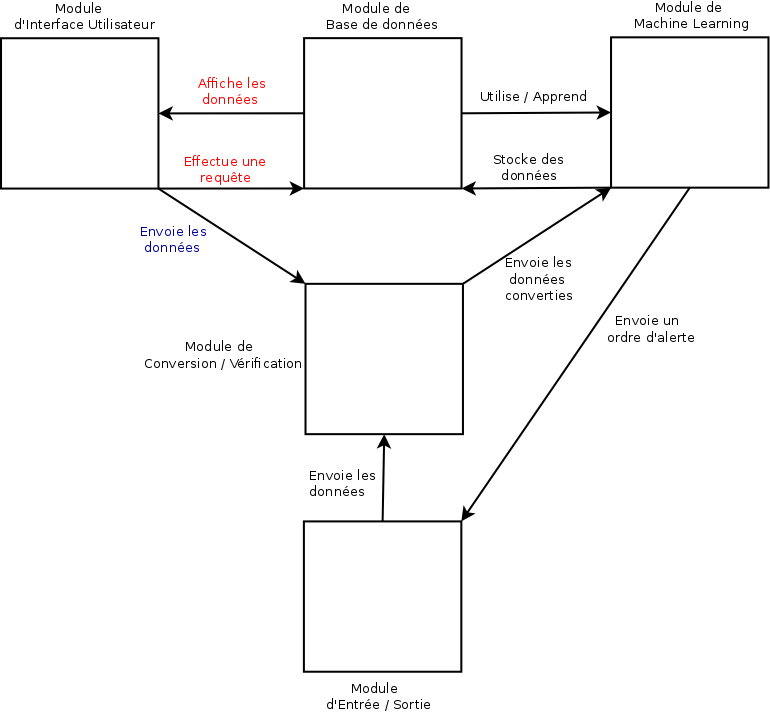 Module
d'Interface Utilisateur
Module de
Base de données
Module de
Machine Learning
Affiche les
données
Utilise / Apprend
Effectue une
requête
Stocke des
données
Envoie les
données
Envoie les
données
converties
Envoie un
ordre d'alerte
Module de
Conversion / Vérification
Envoie les
données
Module
d'Entrée / Sortie